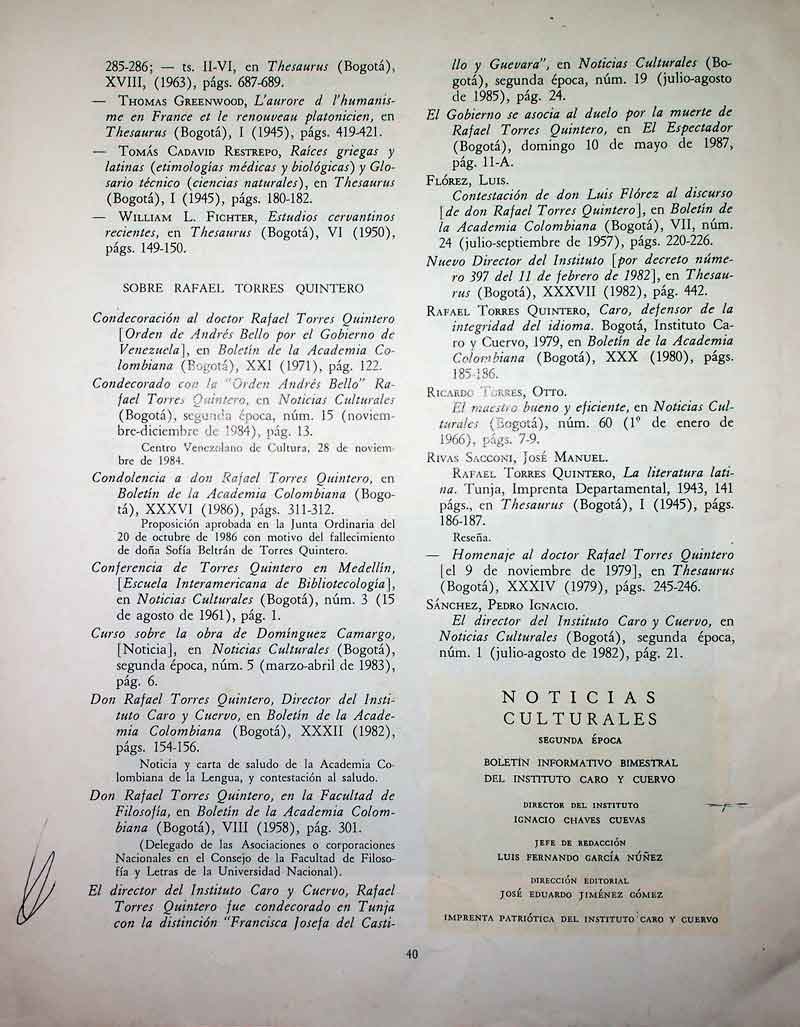 285-286; — ts. II-VI, en Thesaurus (Bogotá),
XVIII, (1963), págs. 687-689.
— Thomas Greenwood, L'aurore d l'humanis-
me en France et le renouveau platonicien, en
Thesaurus (Bogotá), I (1945), págs. 419-421.
— Tomás Cadavid Restrepo, Raíces griegas y
latinas (etimologías médicas y biológicas) y Glo-
sario técnico (ciencias naturales), en Thesaurus
(Bogotá), I (1945), págs. 180-182.
— William L. Fichter, Estudios cervantinos
recientes, en Thesaurus (Bogotá), VI (1950),
págs. 149-150.
SOBRE RAFAEL TORRES QUINTERO
Condecoración al doctor Rafael Torres Quintero
[Orden de Andrés Bello por el Gobierno de
Venezuela], en Boletín de la Academia Co-
lombiana (Bogotá), XXI (1971), pág. 122.
Condecorado con la "Orden Andrés Bello" Ra-
fael Torres Quintero, en Noticias Culturales
(Bogotá), segunda época, núm. 15 (noviem-
bre-diciembre de 1984), pág. 13.
Centro Venezolano de Cultura, 28 de noviem-
bre de 1984.
Condolencia a don Rafael Torres Quintero, en
Boletín de la Academia Colombiana (Bogo-
tá), XXXVI (1986), págs. 311-312.
Proposición aprobada en la Junta Ordinaria del
20 de octubre de 1986 con motivo del fallecimiento
de doña Sofía Beltrán de Torres Quintero.
Conferencia de Torres Quintero en Medellín,
[Escuela Interamericana de Bibliotecología],
en Noticias Culturales (Bogotá), núm. 3 (15
de agosto de 1961), pág. 1.
Curso sobre la obra de Domínguez Camargo,
[Noticia], en Noticias Culturales (Bogotá),
segunda época, núm. 5 (marzo-abril de 1983),
pág. 6.
Don Rafael Torres Quintero, Director del Insti-
tuto Caro y Cuervo, en Boletín de la Acade-
mia Colombiana (Bogotá), XXXII (1982),
págs. 154-156.
Noticia y carta de saludo de la Academia Co-
lombiana de la Lengua, y contestación al saludo.
Don Rafael Torres Quintero, en la Facultad de
Filosofía, en Boletín de la Academia Colom-
biana (Bogotá), VIII (1958), pág. 301.
(Delegado de las Asociaciones o corporaciones
Nacionales en el Consejo de la Facultad de Filoso-
fía y Letras de la Universidad Nacional).
El director del Instituto Caro y Cuervo, Rafael
Torres Quintero fue condecorado en Tunja
con la distinción "Francisca Josefa del Casti-
llo y Guevara", en Noticias Culturales (Bo-
gotá), segunda época, núm. 19 (julio-agosto
de 1985), pág. 24.
El Gobierno se asocia al duelo por la muerte de
Rafael Torres Quintero, en El Espectador
(Bogotá), domingo 10 de mayo de 1987,
pág. 11-A.
Flórez, Luis.
Contestación de don Luis Flórez al discurso
[de don Rafael Torres Quintero], en Boletín de
la Academia Colombiana (Bogotá), VII, núm.
24 (julio-septiembre de 1957), págs. 220-226.
Nuevo Director del Instituto [por decreto núme-
ro 397 del 11 de febrero de 1982], en Thesau-
rus (Bogotá), XXXVII (1982), pág. 442.
Rafael Torres Quintero, Caro, defensor de la
integridad del idioma. Bogotá, Instituto Ca-
ro y Cuervo, 1979, en Boletín de la Academia
Colombiana (Bogotá), XXX (1980), págs.
185-186.
Ricardo Torres, Otto.
El maestro bueno y eficiente, en Noticias Cul-
turales (Bogotá), núm. 60 (1º de enero de
1966), págs. 7-9.
Rivas Sacconi, José Manuel.
Rafael Torres Quintero, La literatura lati-
na. Tunja, Imprenta Departamental, 1943, 141
págs., en Thesaurus (Bogotá), I (1945), págs.
186-187.
Reseña.
— Homenaje al doctor Rafael Torres Quintero
[el 9 de noviembre de 1979], en Thesaurus
(Bogotá), XXXIV (1979), págs. 245-246.
Sánchez, Pedro Ignacio.
El director del Instituto Caro y Cuervo, en
Noticias Culturales (Bogotá), segunda época,
núm. 1 (julio-agosto de 1982), pág. 21.
NOTICIAS
CULTURALES
SEGUNDA ÉPOCA
BOLETÍN INFORMATIVO BIMESTRAL
DEL INSTITUTO CARO Y CUERVO
DIRECTOR DEL INSTITUTO
IGNACIO CHAVES CUEVAS
JEFE DE REDACCIÓN
LUIS FERNANDO GARCÍA NÚÑEZ
DIRECCIÓN EDITORIAL
JOSÉ EDUARDO JIMÉNEZ GÓMEZ
IMPRENTA PATRIÓTICA DEL INSTITUTO CARO Y CUERVO
40